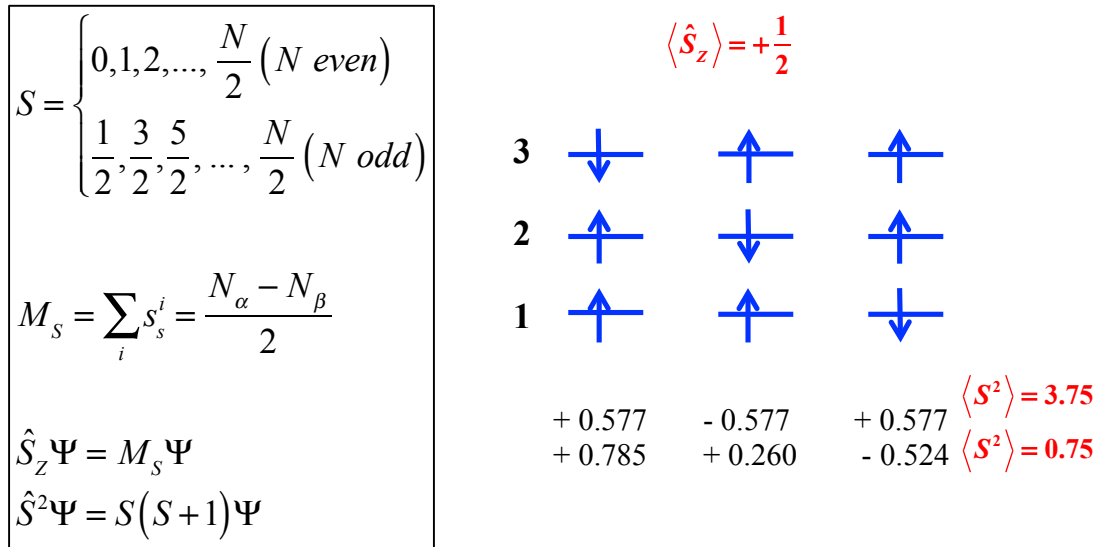 S = { 0,1,2,..., N/2 (N even)
1/2, 3/2, 5/2, ... , N/2 (N odd)
M_S = ∑_i s_s^i = (N_α − N_β)/2
Ŝ_Z Ψ = M_S Ψ
Ŝ² Ψ = S(S+1)Ψ
⟨Ŝ_Z⟩ = +1/2
3
2
1
+ 0.577 - 0.577 + 0.577 ⟨S²⟩ = 3.75
+ 0.785 + 0.260 - 0.524 ⟨S²⟩ = 0.75